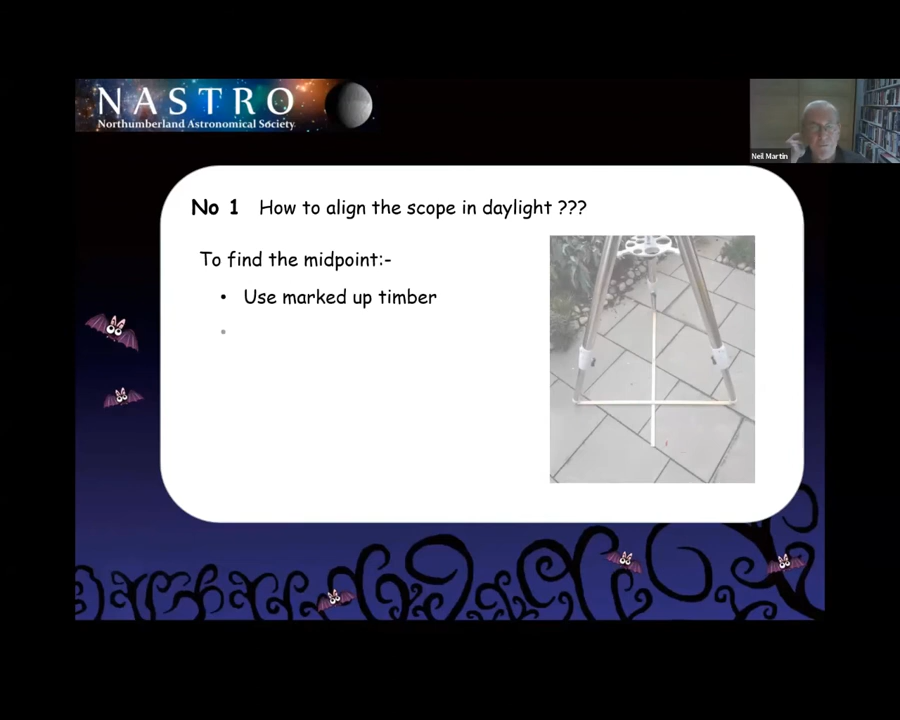 NASTRO
Northumberland Astronomical Society
Neil Martin
No 1 How to align the scope in daylight ???
To find the midpoint:-
• Use marked up timber
•